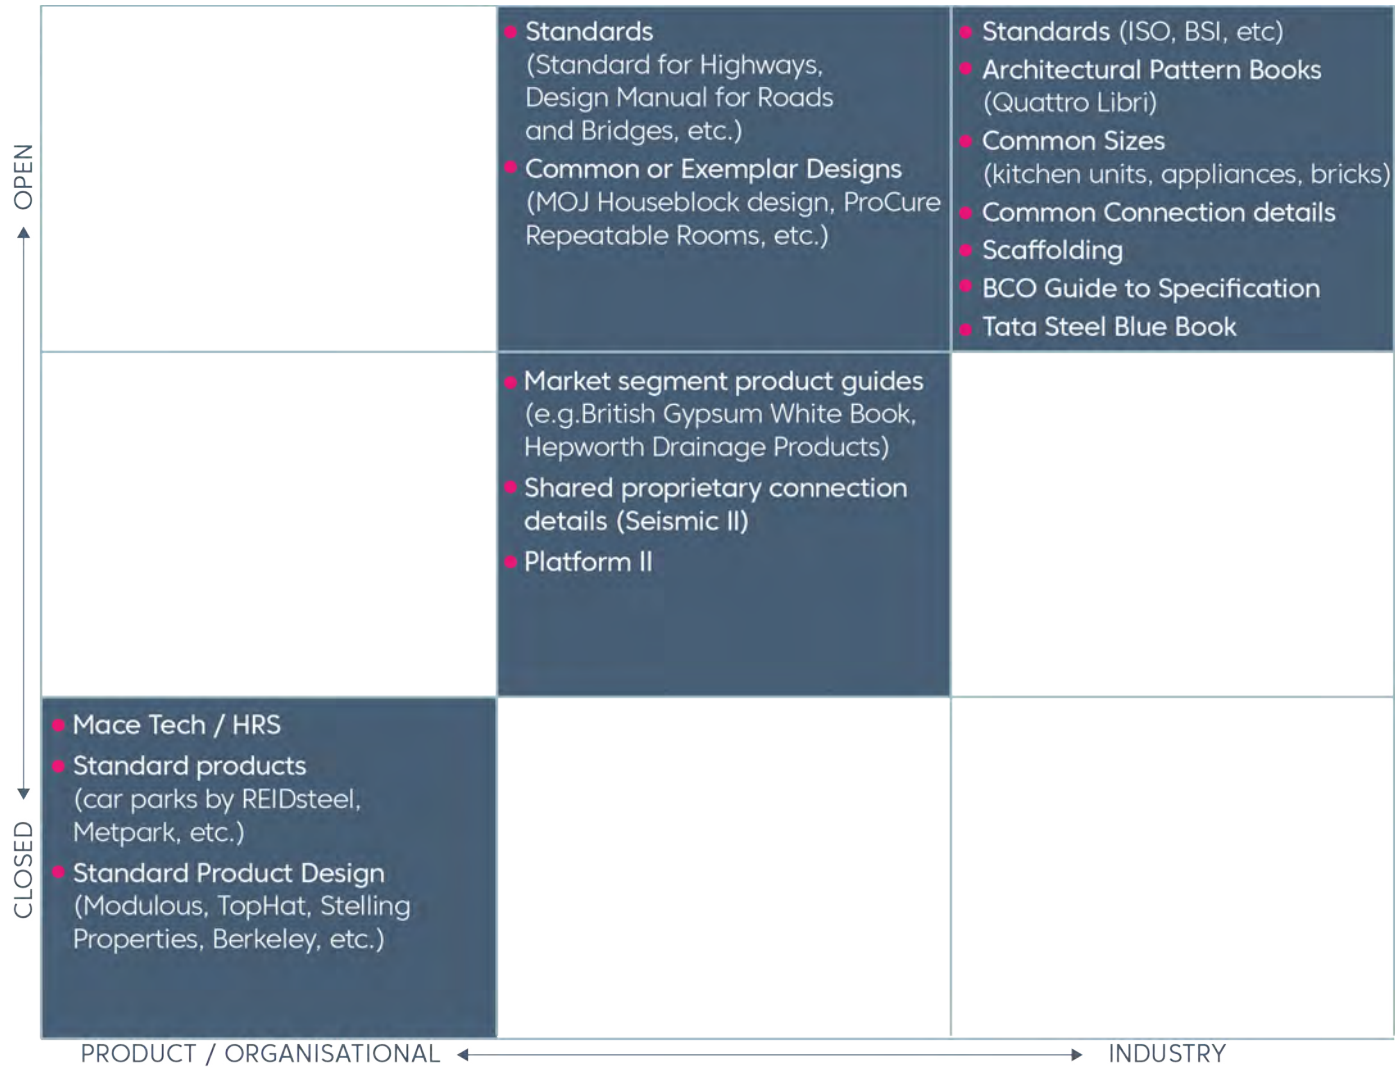 OPEN
CLOSED
Standards
(Standard for Highways,
Design Manual for Roads
and Bridges, etc.)
Common or Exemplar Designs
(MOJ Houseblock design, ProCure
Repeatable Rooms, etc.)
Standards (ISO, BSI, etc)
Architectural Pattern Books
(Quattro Libri)
Common Sizes
(kitchen units, appliances, bricks)
Common Connection details
Scaffolding
BCO Guide to Specification
Tata Steel Blue Book
Market segment product guides
(e.g.British Gypsum White Book,
Hepworth Drainage Products)
Shared proprietary connection
details (Seismic II)
Platform II
Mace Tech / HRS
Standard products
(car parks by REIDsteel,
Metpark, etc.)
Standard Product Design
(Modulous, TopHat, Stelling
Properties, Berkeley, etc.)
PRODUCT / ORGANISATIONAL
INDUSTRY